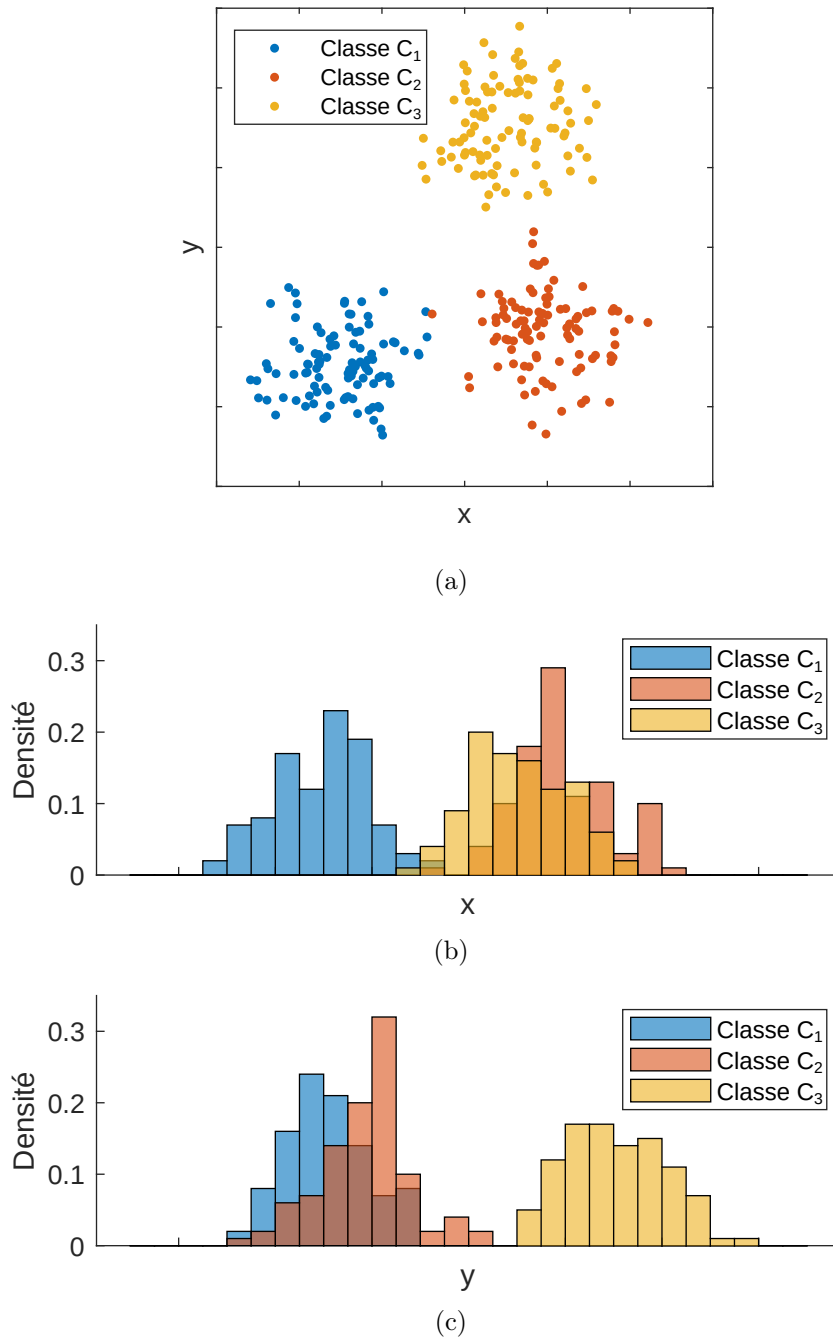 Classe C₁
Classe C₂
Classe C₃
y
x
(a)
0.3
0.2
0.1
0
Densité
Classe C₁
Classe C₂
Classe C₃
x
(b)
0.3
0.2
0.1
0
Densité
Classe C₁
Classe C₂
Classe C₃
y
(c)